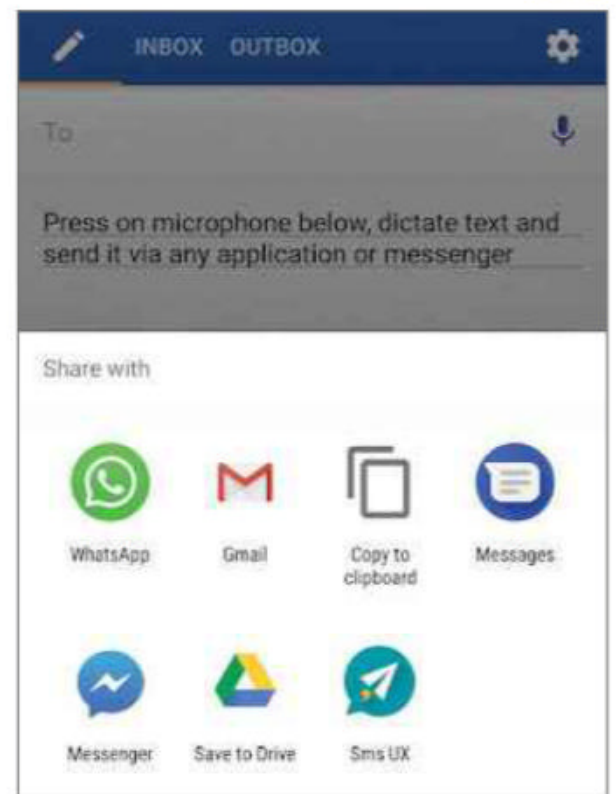 INBOX OUTBOX
To
Press on microphone below, dictate text and
send it via any application or messenger
Share with
WhatsApp Gmail Copy to clipboard Messages
Messenger Save to Drive Sms UX